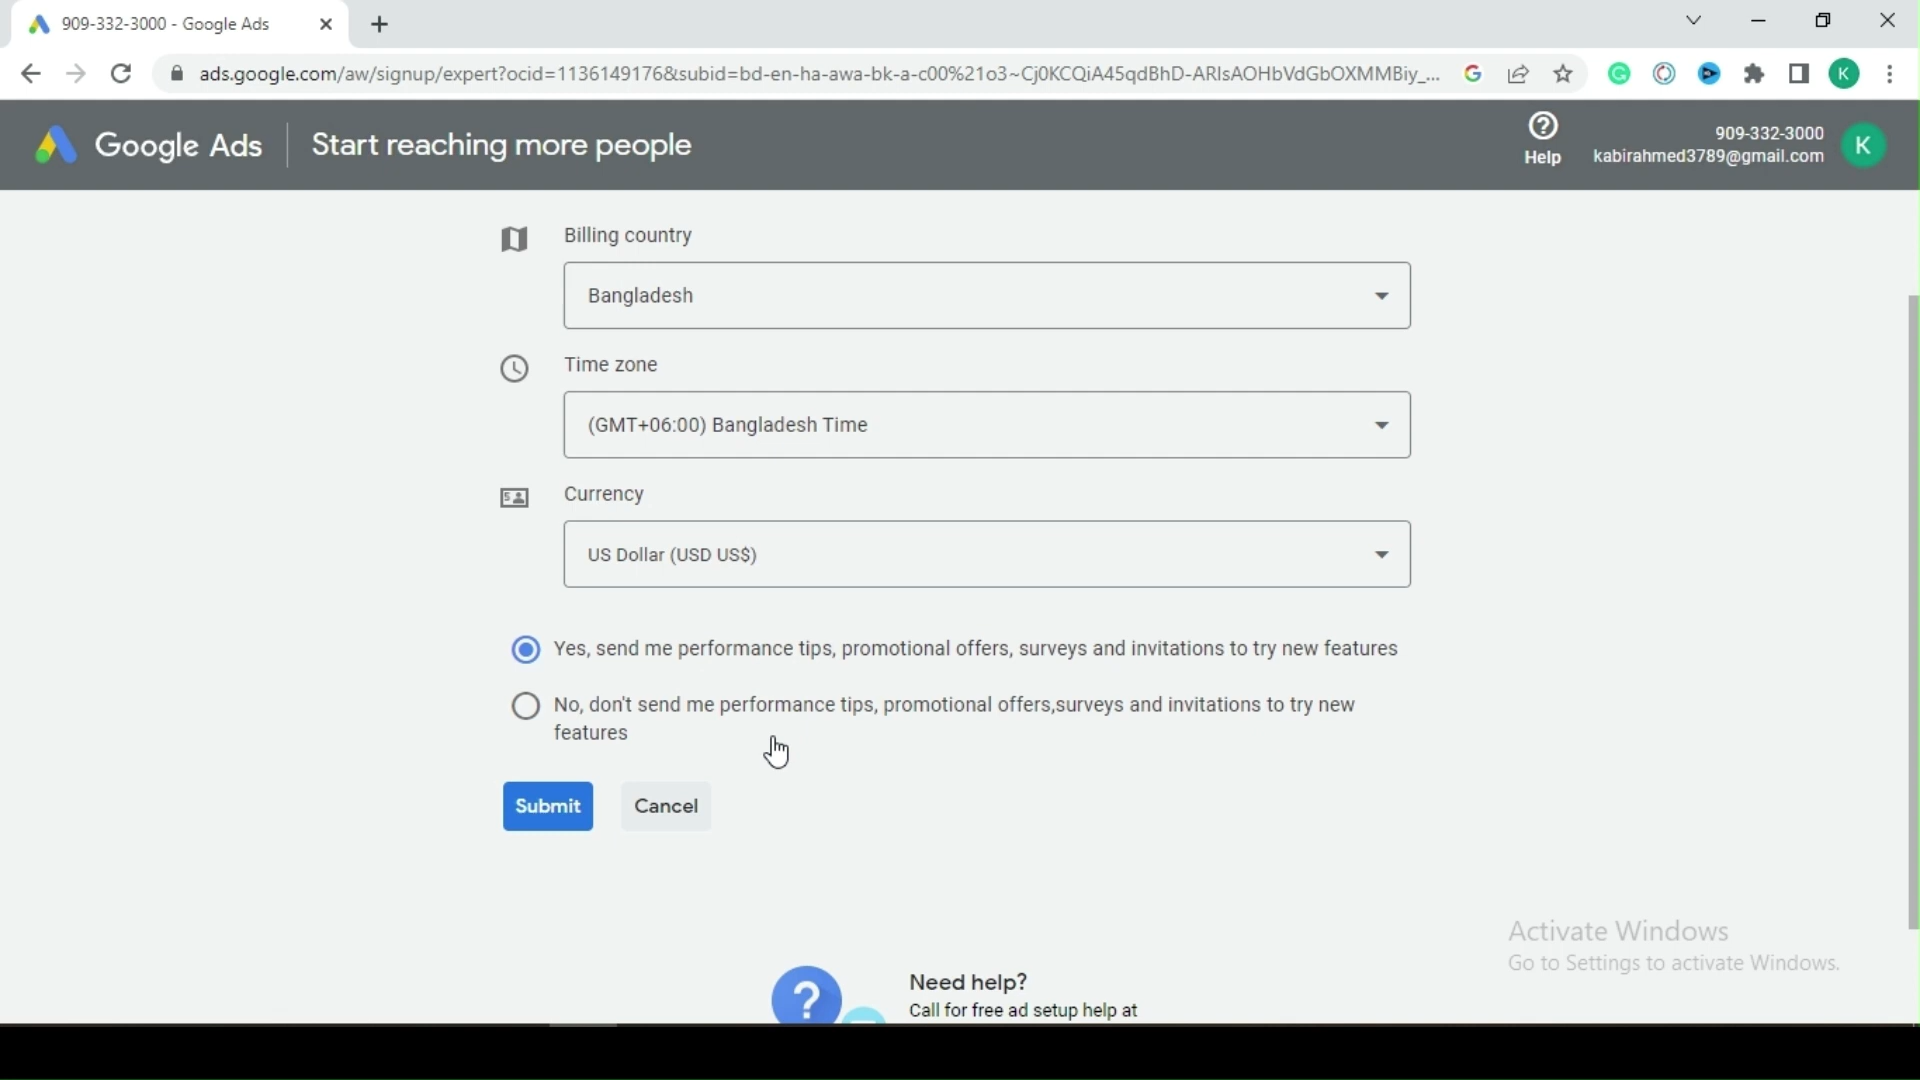 909-332-3000 - Google Ads
ads.google.com/aw/signup/expert?ocid=1136149176&subid=bd-en-ha-awa-bk-a-c00%21o3~Cj0KCQiA45qdBhD-ARIsAOHbVdGbOXMMBiy_...
K
Google Ads
Start reaching more people
Help
909-332-3000
kabirahmed3789@gmail.com
K
Billing country
Bangladesh
Time zone
(GMT+06:00) Bangladesh Time
Currency
US Dollar (USD US$)
Yes, send me performance tips, promotional offers, surveys and invitations to try new features
No, don't send me performance tips, promotional offers,surveys and invitations to try new
features
Submit
Cancel
Activate Windows
Go to Settings to activate Windows.
?
Need help?
Call for free ad setup help at